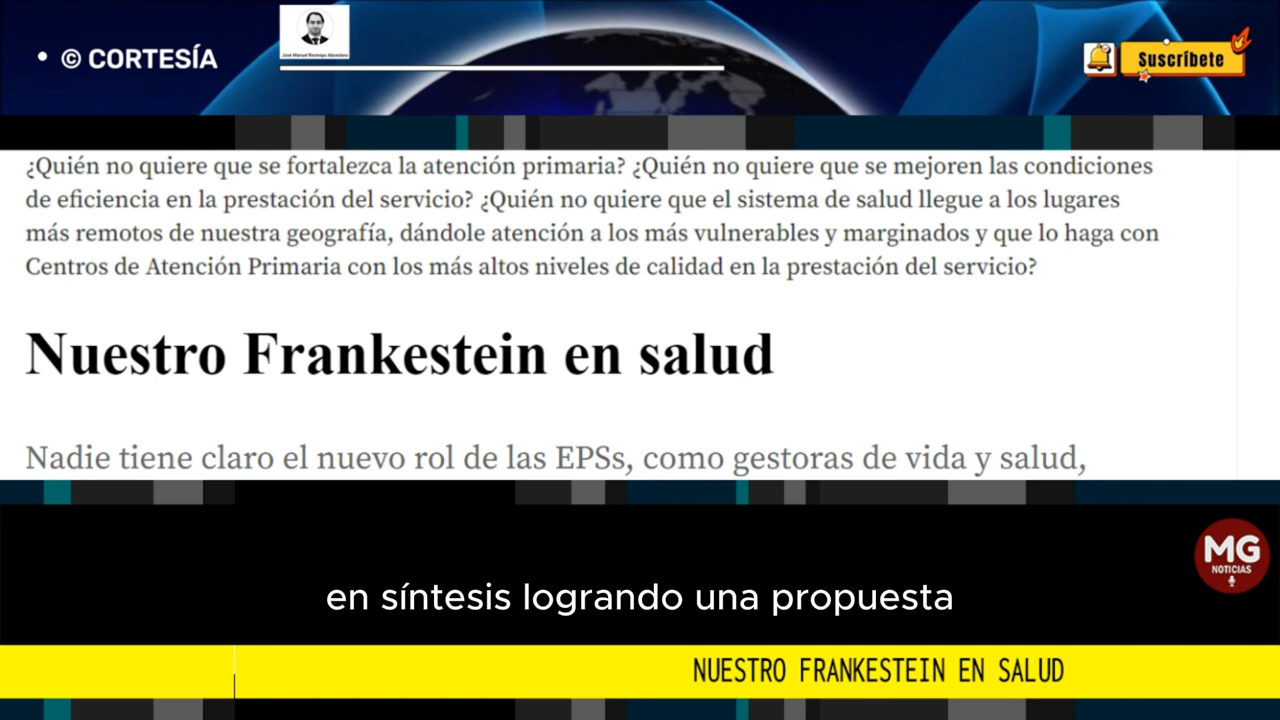 • © CORTESÍA
José Manuel Restrepo Abondano
Suscríbete
¿Quién no quiere que se fortalezca la atención primaria? ¿Quién no quiere que se mejoren las condiciones
de eficiencia en la prestación del servicio? ¿Quién no quiere que el sistema de salud llegue a los lugares
más remotos de nuestra geografía, dándole atención a los más vulnerables y marginados y que lo haga con
Centros de Atención Primaria con los más altos niveles de calidad en la prestación del servicio?
Nuestro Frankestein en salud
Nadie tiene claro el nuevo rol de las EPSs, como gestoras de vida y salud,
MG
NOTICIAS
en síntesis logrando una propuesta
NUESTRO FRANKESTEIN EN SALUD